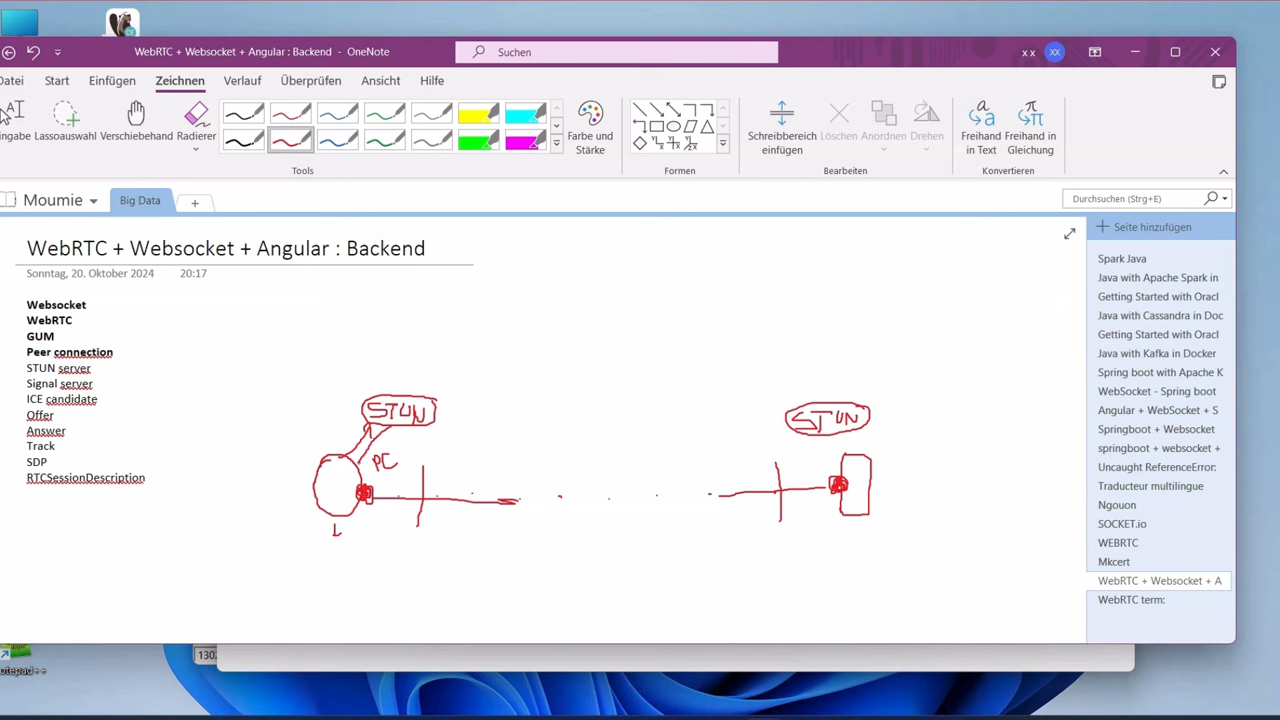 WebRTC + Websocket + Angular : Backend - OneNote
Suchen
x x
XX
Datei Start Einfügen Zeichnen Verlauf Überprüfen Ansicht Hilfe
Lassoauswahl
Verschiebehand
Radierer
Farbe und Stärke
Schreibbereich einfügen
Löschen
Anordnen
Drehen
Freihand in Text
Freihand in Gleichung
Tools
Formen
Bearbeiten
Konvertieren
Moumie
Big Data
Durchsuchen (Strg+E)
WebRTC + Websocket + Angular : Backend
Sonntag, 20. Oktober 2024 20:17
Websocket
WebRTC
GUM
Peer connection
STUN server
Signal server
ICE candidate
Offer
Answer
Track
SDP
RTCSessionDescription
STUN
PC
L
STUN
Seite hinzufügen
Spark Java
Java with Apache Spark in
Getting Started with Oracl
Java with Cassandra in Doc
Getting Started with Oracl
Java with Kafka in Docker
Spring boot with Apache K
WebSocket - Spring boot
Angular + WebSocket + S
Springboot + Websocket
springboot + websocket +
Uncaught ReferenceError:
Traducteur multilingue
Ngouon
SOCKET.io
WEBRTC
Mkcert
WebRTC + Websocket + A
WebRTC term:
1302
otepad++